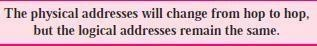 The physical addresses will change from hop to hop,
but the logical addresses remain the same.